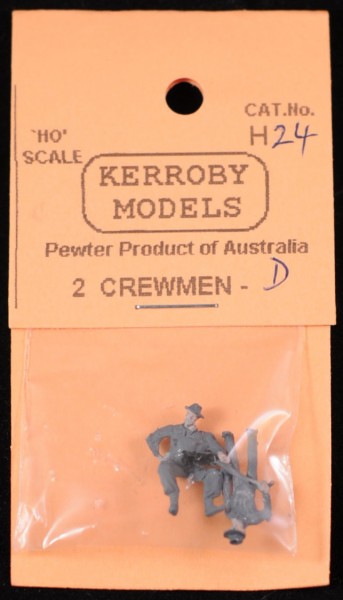 CAT.No.
H24
'HO'
SCALE
KERROBY
MODELS
Pewter Product of Australia
2 CREWMEN - D